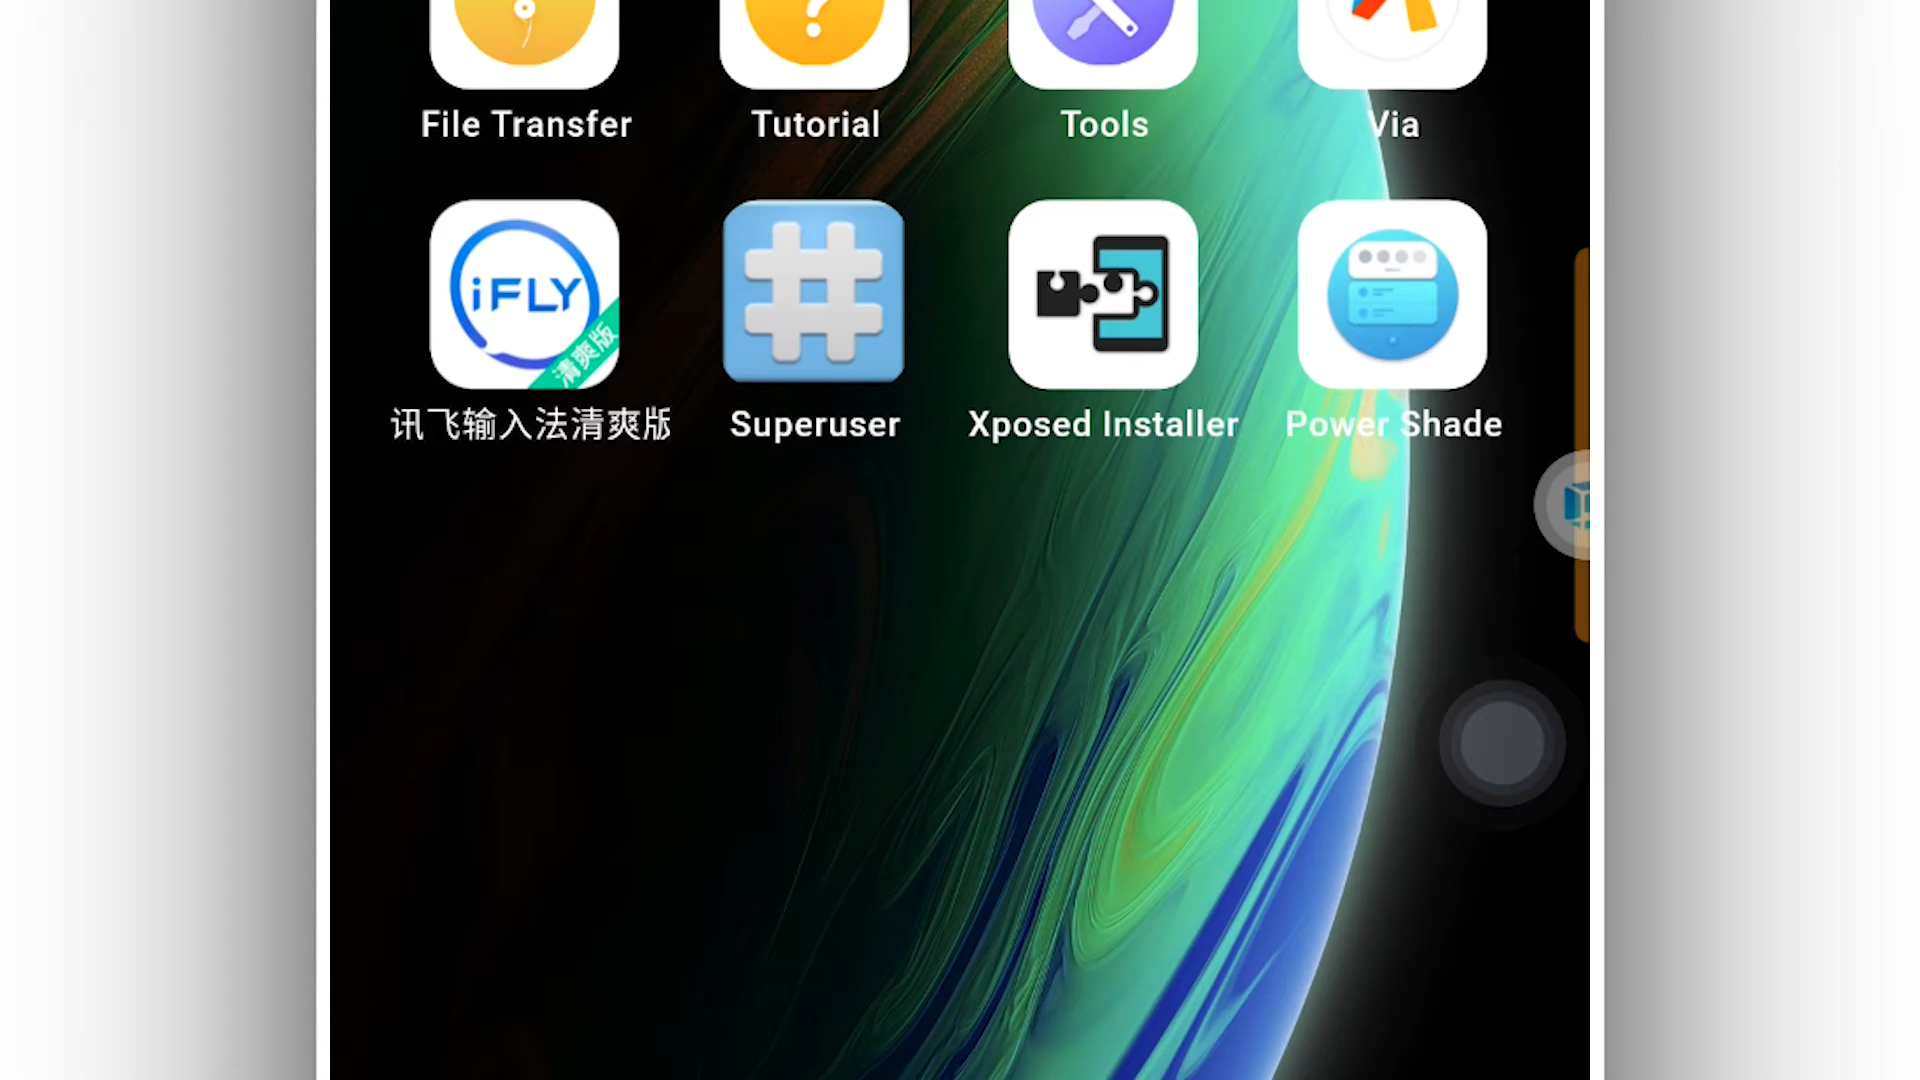 File Transfer
Tutorial
Tools
Via
iFLY
清爽版
讯飞输入法清爽版
Superuser
Xposed Installer
Power Shade